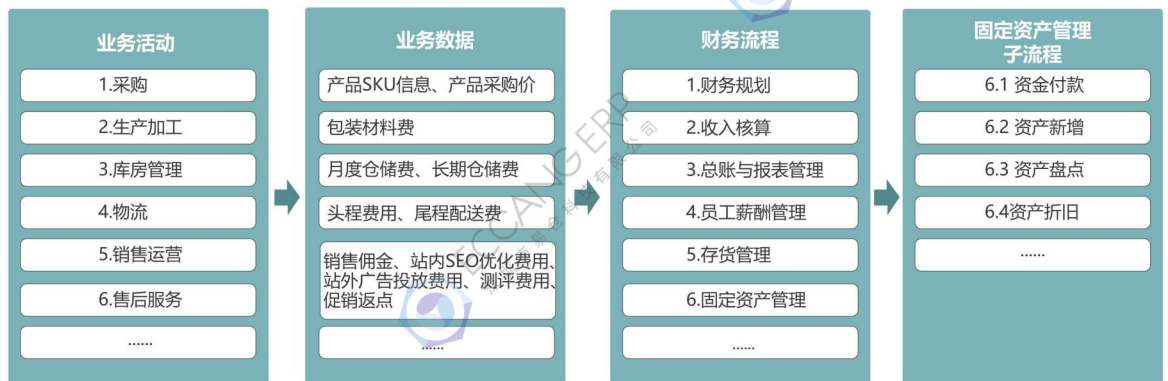 业务活动
1.采购
2.生产加工
3.库房管理
4.物流
5.销售运营
6.售后服务
......
业务数据
产品SKU信息、产品采购价
包装材料费
月度仓储费、长期仓储费
头程费用、尾程配送费
销售佣金、站内SEO优化费用、
站外广告投放费用、测评费用、
促销返点
......
财务流程
1.财务规划
2.收入核算
3.总账与报表管理
4.员工薪酬管理
5.存货管理
6.固定资产管理
......
固定资产管理
子流程
6.1 资金付款
6.2 资产新增
6.3 资产盘点
6.4资产折旧
......
ECCANG ERP